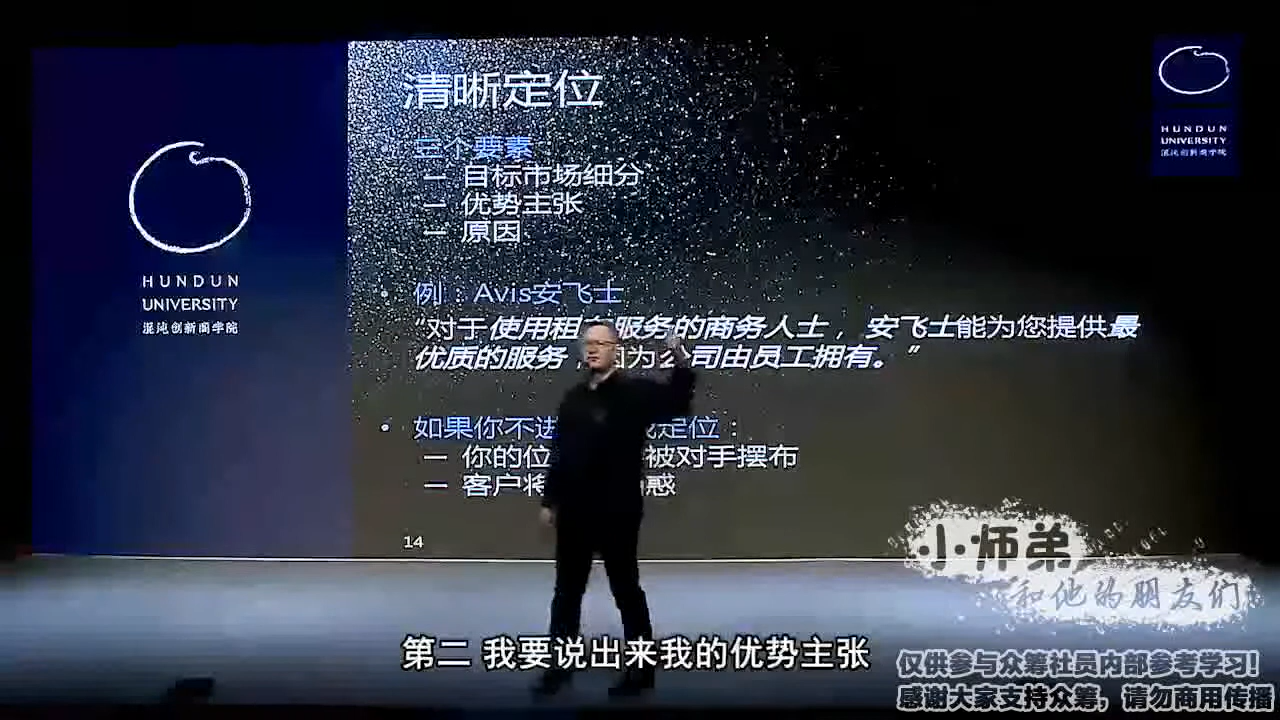 清晰定位
三个要素
— 目标市场细分
— 优势主张
— 原因
• 例：Avis安飞士
“对于使用租 服务的商务人士，安飞士能为您提供最
优质的服务， 因为公司由员工拥有。”
• 如果你不进 定位：
— 你的位 被对手摆布
— 客户将 惑
14
HUNDUN
UNIVERSITY
混沌创新商学院
HUNDUN
UNIVERSITY
混沌创新商学院
小师弟
和他的朋友们
第二 我要说出来我的优势主张
仅供参与众筹社员内部参考学习！
感谢大家支持众筹，请勿商用传播